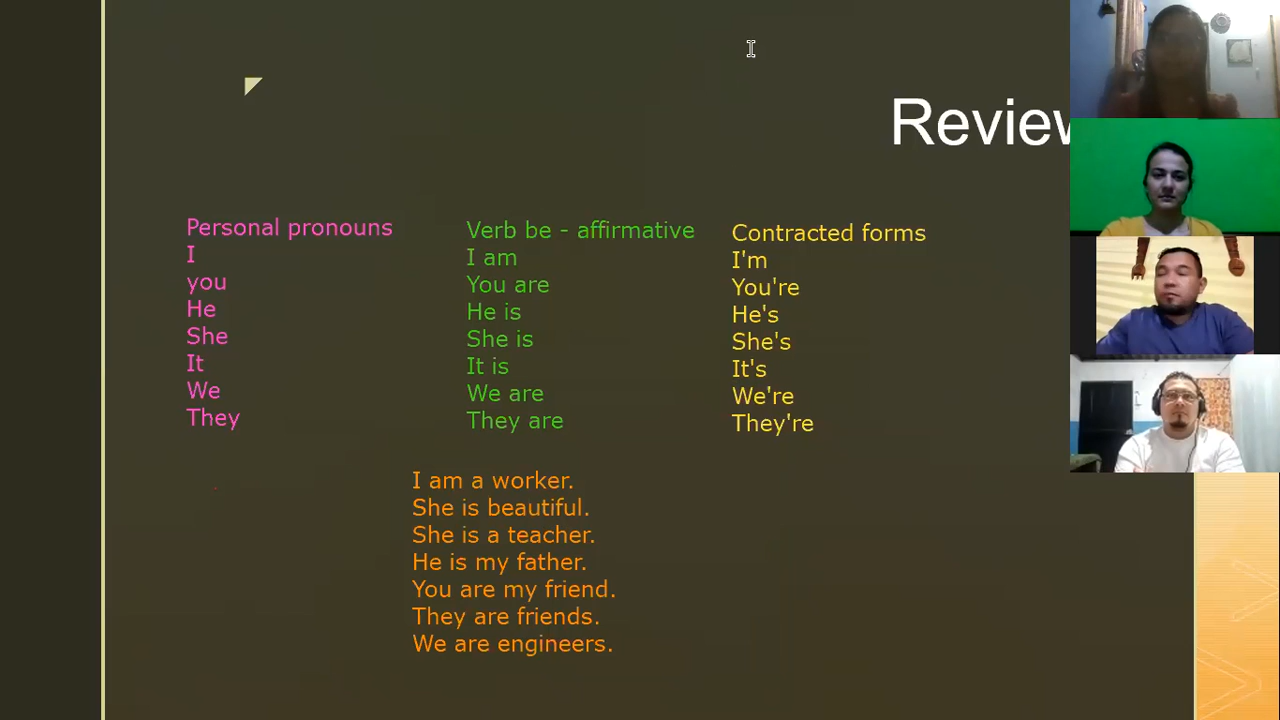 Review
Personal pronouns
I
you
He
She
It
We
They
Verb be - affirmative
I am
You are
He is
She is
It is
We are
They are
Contracted forms
I'm
You're
He's
She's
It's
We're
They're
I am a worker.
She is beautiful.
She is a teacher.
He is my father.
You are my friend.
They are friends.
We are engineers.